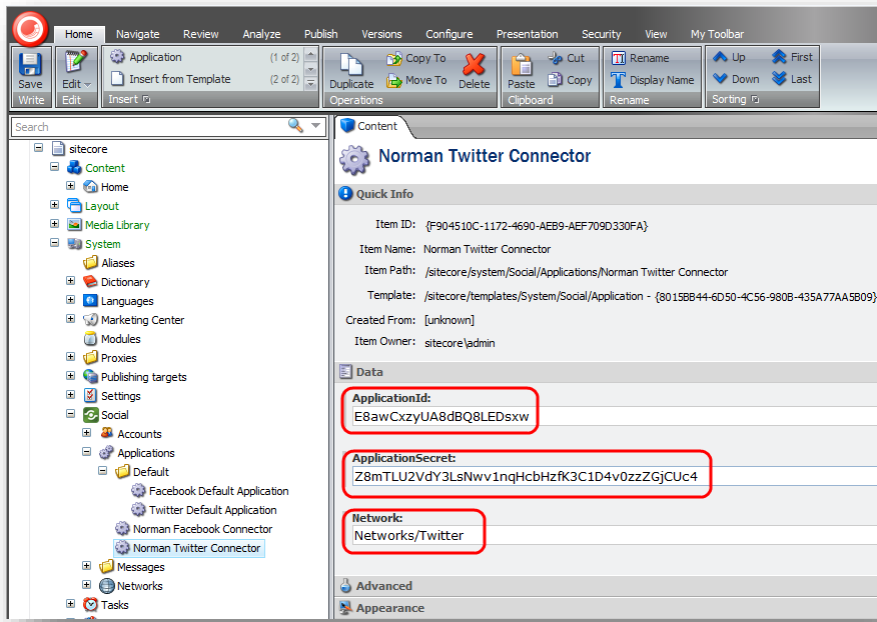 Home Navigate Review Analyze Publish Versions Configure Presentation Security View My Toolbar
Save
Write
Edit
Edit
Application (1 of 2)
Insert from Template (2 of 2)
Insert
Duplicate
Copy To
Move To
Delete
Operations
Paste
Cut
Copy
Clipboard
Rename
Display Name
Rename
Up First
Down Last
Sorting
Search
sitecore
Content
Home
Layout
Media Library
System
Aliases
Dictionary
Languages
Marketing Center
Modules
Proxies
Publishing targets
Settings
Social
Accounts
Applications
Default
Facebook Default Application
Twitter Default Application
Norman Facebook Connector
Norman Twitter Connector
Messages
Networks
Tasks
Content
Norman Twitter Connector
Quick Info
Item ID: {F904510C-1172-4690-AEB9-AEF709D330FA}
Item Name: Norman Twitter Connector
Item Path: /sitecore/system/Social/Applications/Norman Twitter Connector
Template: /sitecore/templates/System/Social/Application - {8015BB44-6D50-4C56-980B-435A77AA5B09}
Created From: [unknown]
Item Owner: sitecore\admin
Data
ApplicationId:
E8awCxzyUA8dBQ8LEDsxw
ApplicationSecret:
Z8mTLU2VdY3LsNwv1nqHcbHzfK3C1D4v0zzZGjCUc4
Network:
Networks/Twitter
Advanced
Appearance